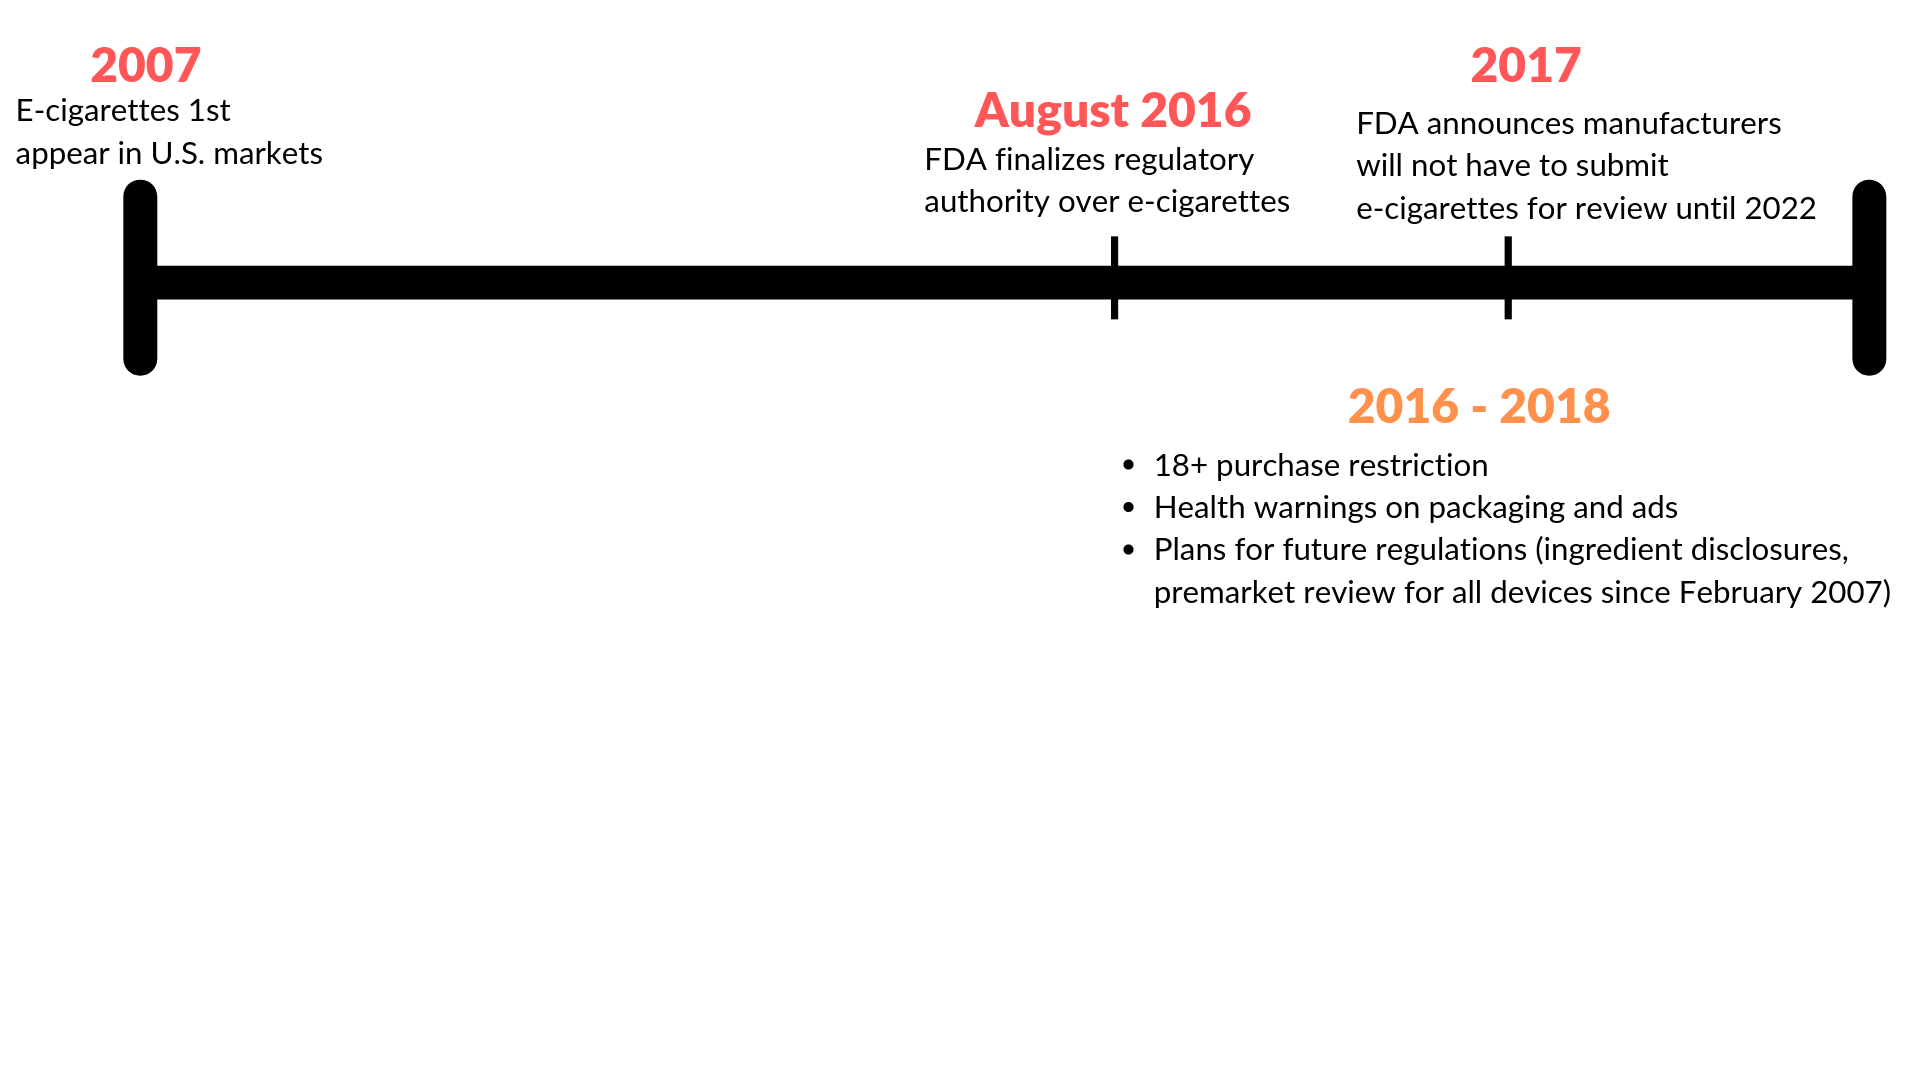 2007
E-cigarettes 1st
appear in U.S. markets
August 2016
FDA finalizes regulatory
authority over e-cigarettes
2017
FDA announces manufacturers
will not have to submit
e-cigarettes for review until 2022
2016 - 2018
• 18+ purchase restriction
• Health warnings on packaging and ads
• Plans for future regulations (ingredient disclosures,
premarket review for all devices since February 2007)